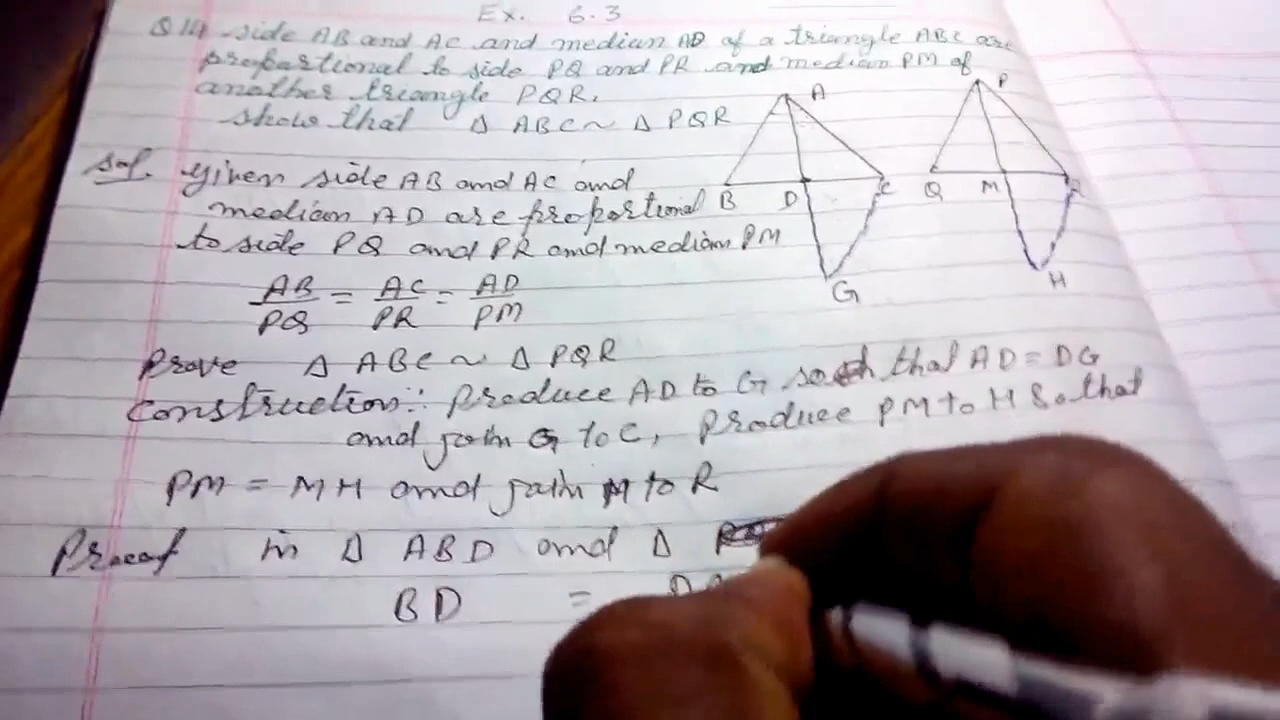 Ex. 6.3
Q 14 side AB and AC and median AD of a triangle ABC are
propartional to side PQ and PR and median PM of
another triangle PQR.
show that Δ ABC ~ Δ PQR
Sol. Given side AB and AC and
median AD are propartional
to side PQ and PR and median PM
AB/PQ = AC/PR = AD/PM
Prove Δ ABC ~ Δ PQR
Construction:: Produce AD to G such that AD = DG
and join G to C, Produce PM to H So that
PM = MH and join M to R
Proof in Δ ABD and Δ
BD =
A
B
D
C
G
P
Q
M
R
H